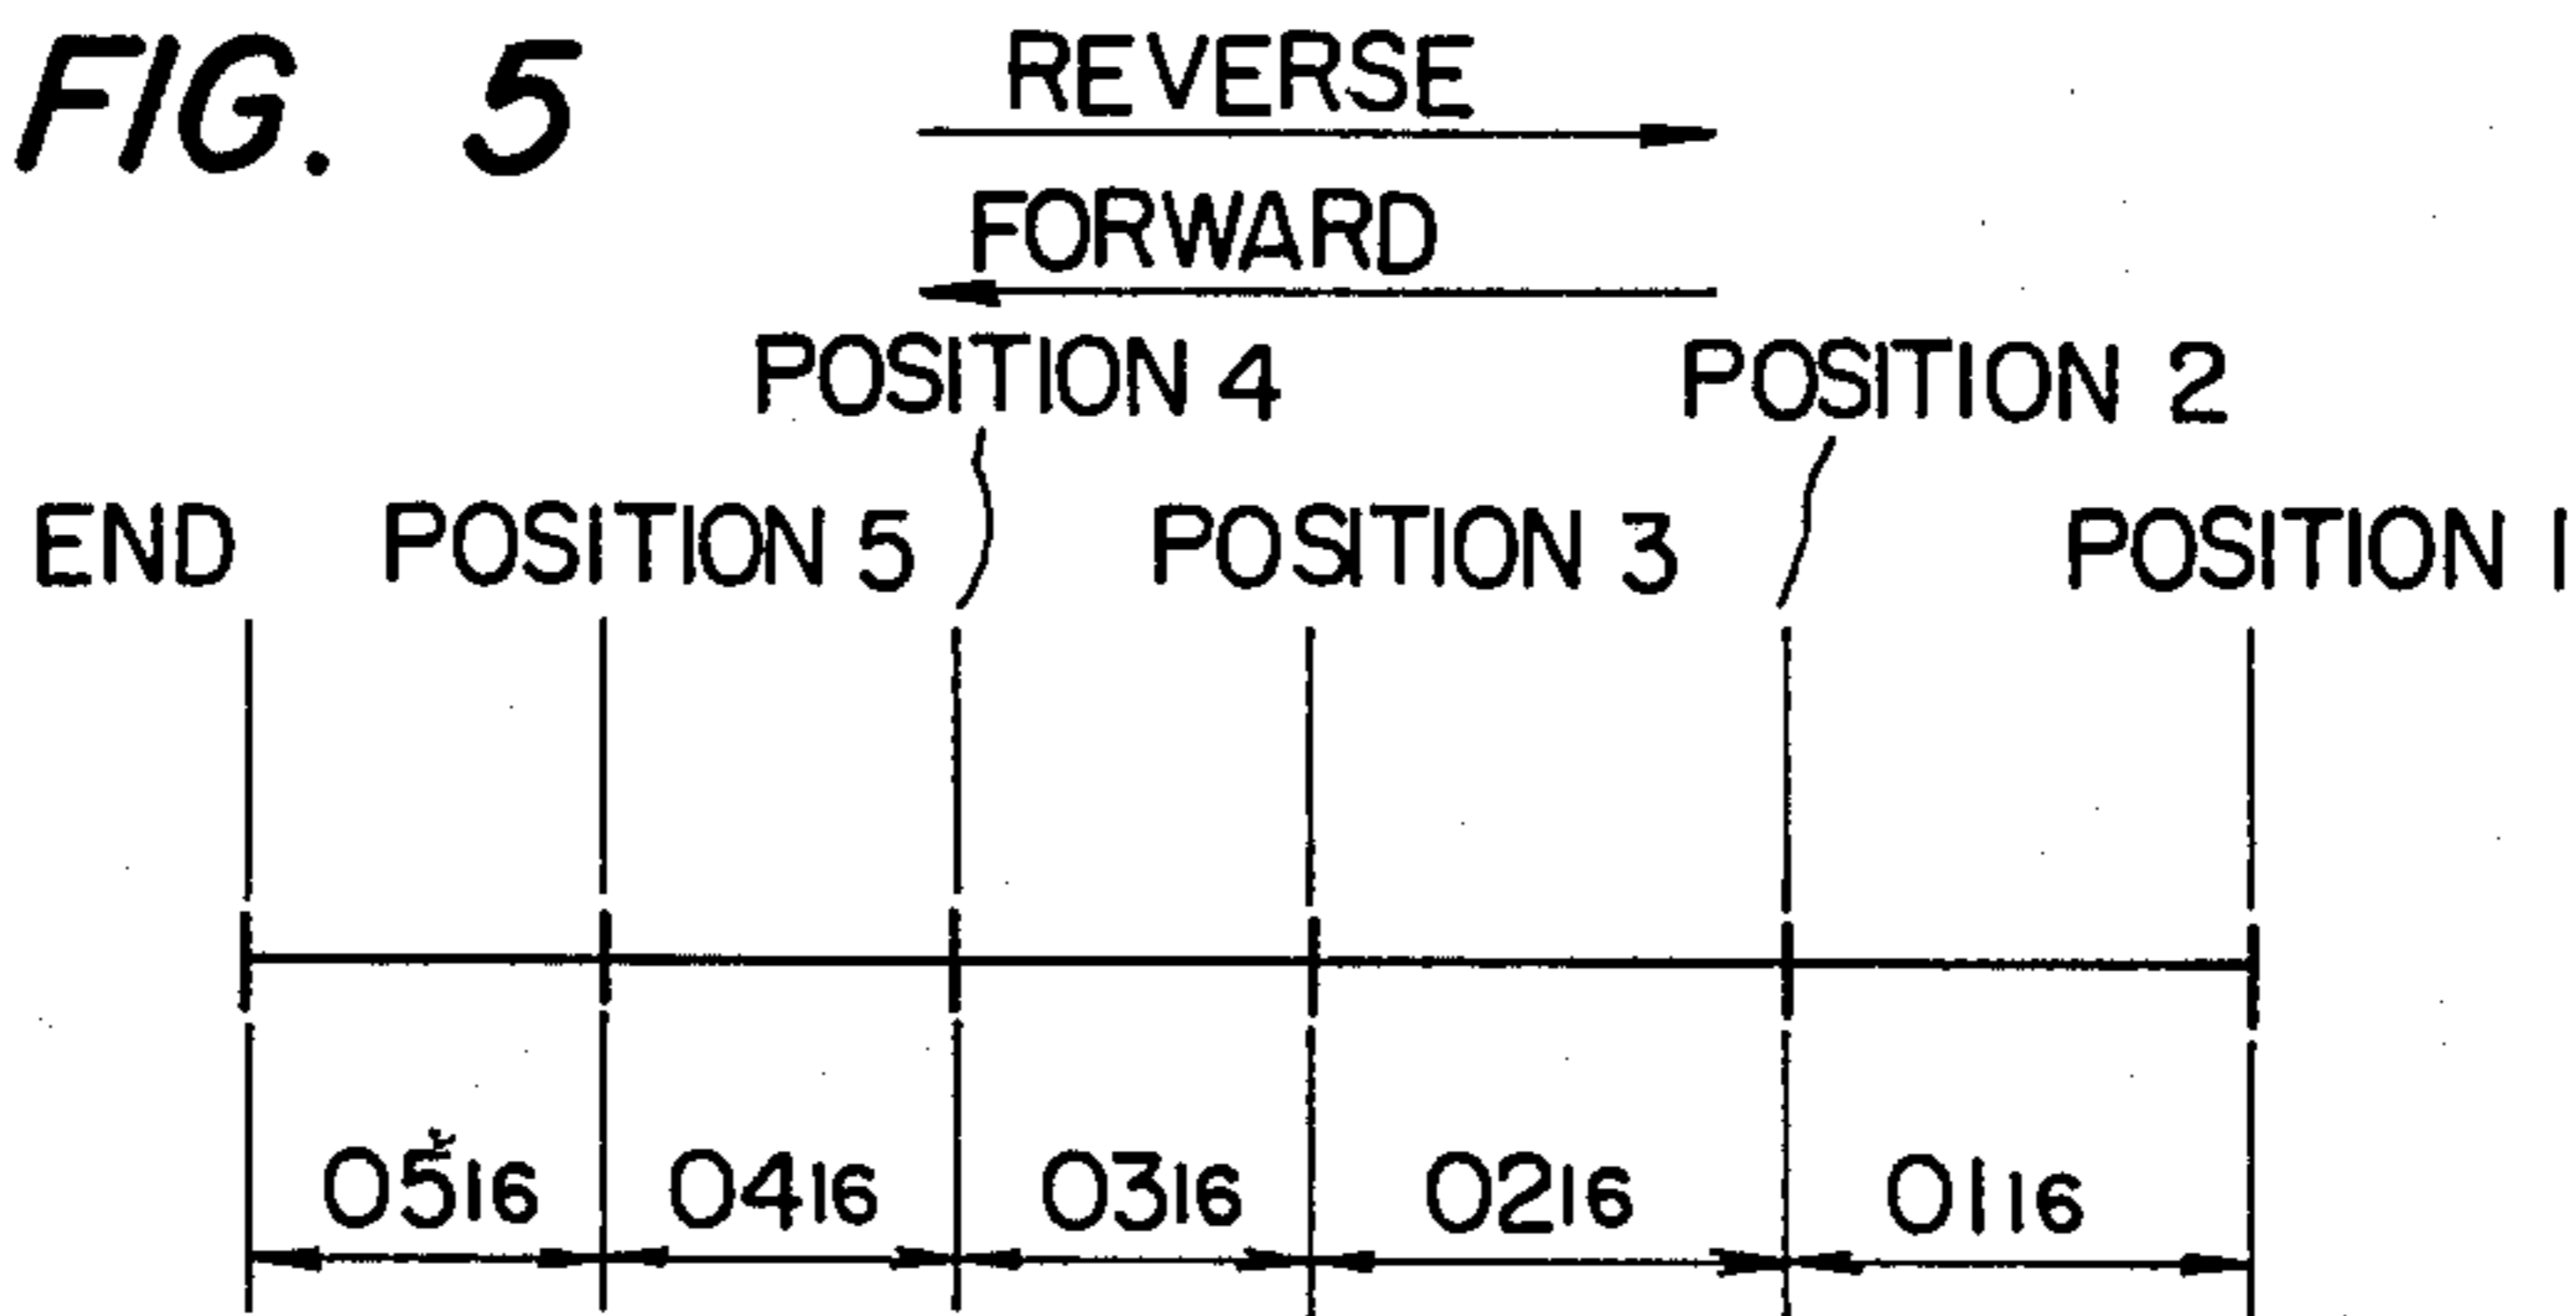 FIG. 5
REVERSE
FORWARD
POSITION 4 POSITION 2
END POSITION 5 POSITION 3 POSITION 1
05₁₆ 04₁₆ 03₁₆ 02₁₆ 01₁₆